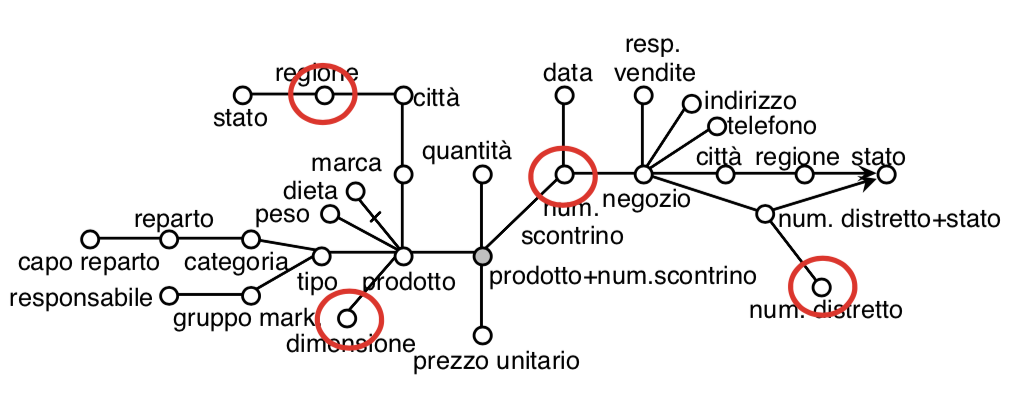 resp.
data vendite
regione
città
stato
indirizzo
telefono
città regione stato
marca
quantità
dieta
peso
num.
scontrino
negozio
num. distretto+stato
reparto
capo reparto
categoria
tipo
prodotto
prodotto+num.scontrino
responsabile
gruppo mark.
dimensione
num. distretto
prezzo unitario